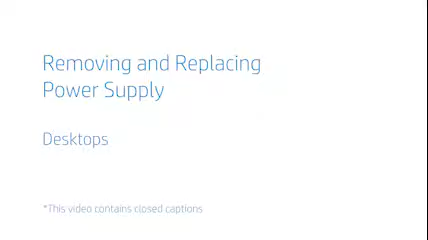 Removing and Replacing
Power Supply
Desktops
*This video contains closed captions